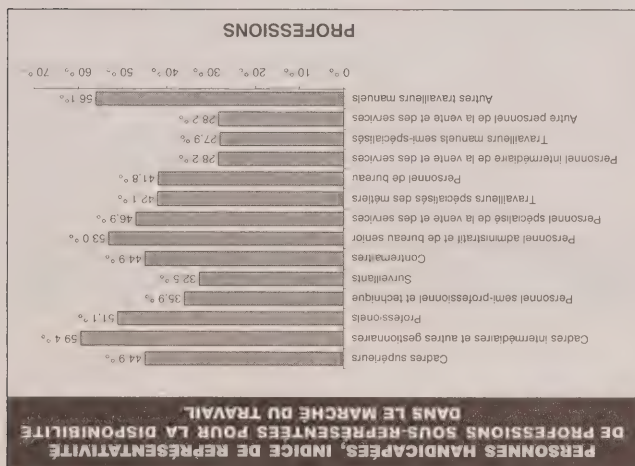 PERSONNES HANDICAPÉES, INDICE DE REPRÉSENTATIVITÉ
DE PROFESSIONS SOUS-REPRÉSENTÉES POUR LA DISPONIBILITÉ
DANS LE MARCHÉ DU TRAVAIL.
Cadres supérieurs 44.9 %
Cadres intermédiaires et autres gestionnaires 59.4 %
Professionels 51.1 %
Personnel semi-professionnel et technique 35.9 %
Surveillants 32.5 %
Contremaîtres 44.9 %
Personnel administratif et de bureau senior 53.0 %
Personnel spécialisé de la vente et des services 46.9 %
Travailleurs spécialisés des métiers 42.1 %
Personnel de bureau 41.8 %
Personnel intermédiaire de la vente et des services 28.2 %
Travailleurs manuels semi-spécialisés 27.9 %
Autre personnel de la vente et des services 28.2 %
Autres travailleurs manuels 56.1 %
0 % 10 % 20 % 30 % 40 % 50 % 60 % 70 %
PROFESSIONS